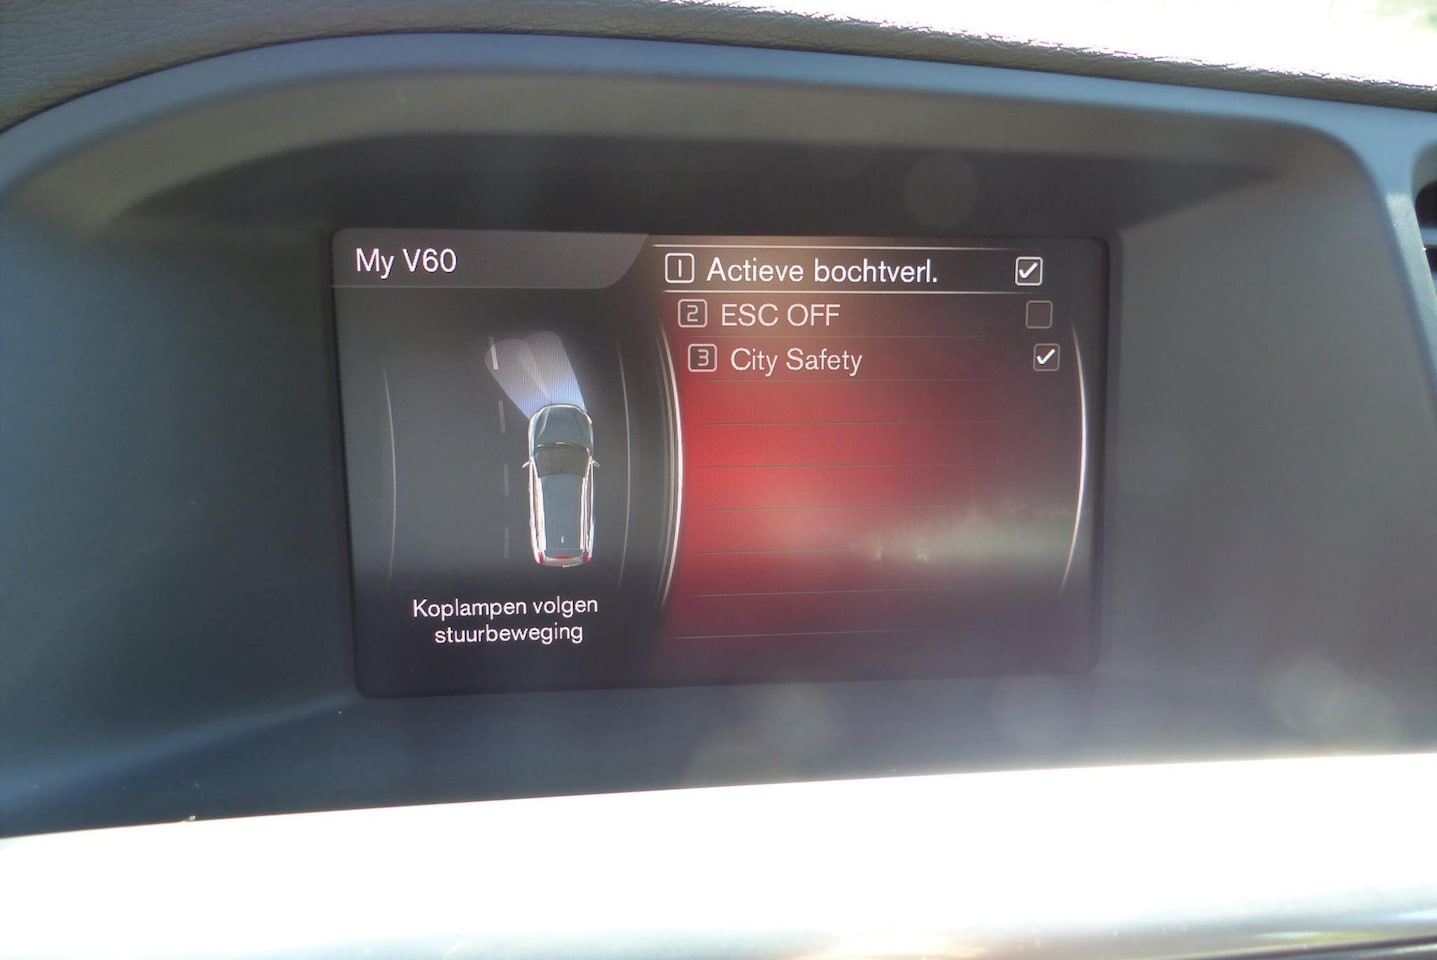 My V60
1 Actieve bochtverl.
2 ESC OFF
3 City Safety
Koplampen volgen
stuurbeweging